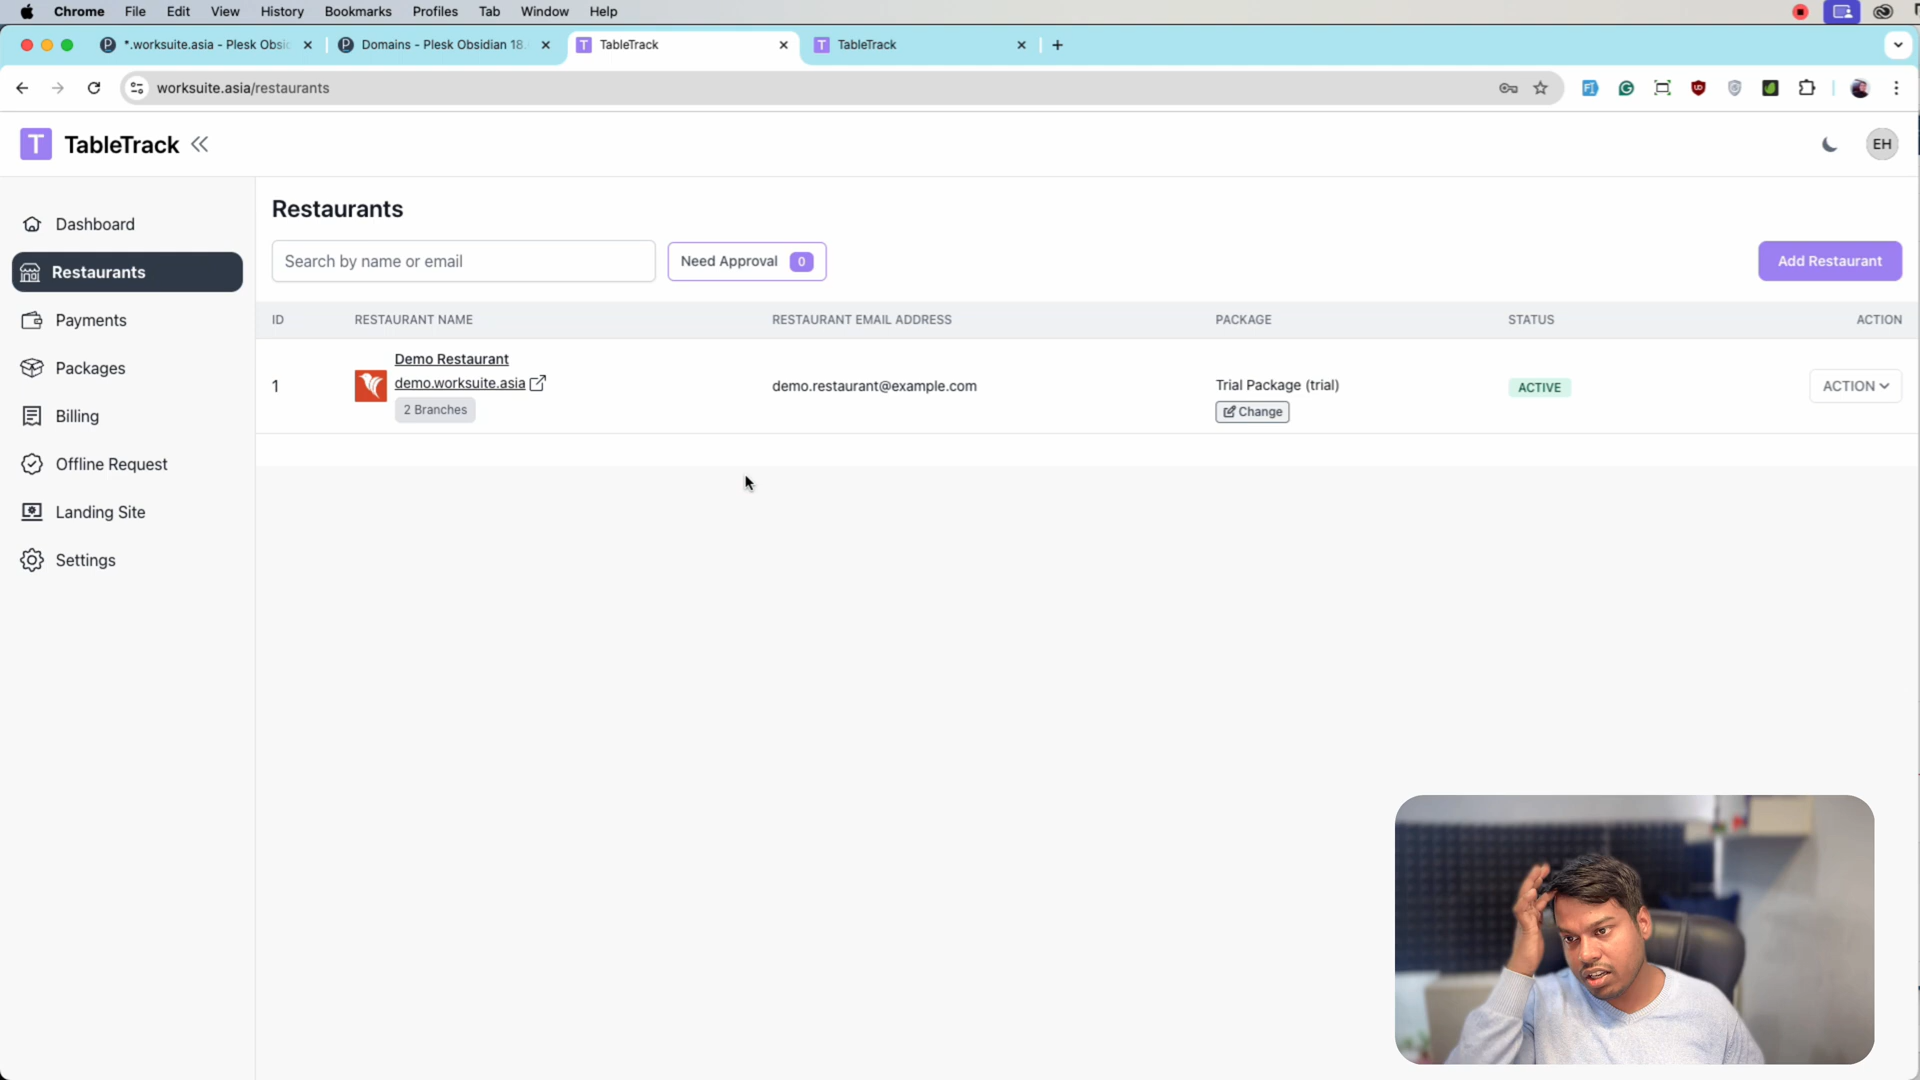 Chrome File Edit View History Bookmarks Profiles Tab Window Help
*.worksuite.asia - Plesk Obsi
Domains - Plesk Obsidian 18.
TableTrack
TableTrack
worksuite.asia/restaurants
T TableTrack
EH
Dashboard
Restaurants
Payments
Packages
Billing
Offline Request
Landing Site
Settings
Restaurants
Search by name or email
Need Approval 0
Add Restaurant
ID RESTAURANT NAME RESTAURANT EMAIL ADDRESS PACKAGE STATUS ACTION
1
Demo Restaurant
demo.worksuite.asia
2 Branches
demo.restaurant@example.com
Trial Package (trial)
Change
ACTIVE
ACTION